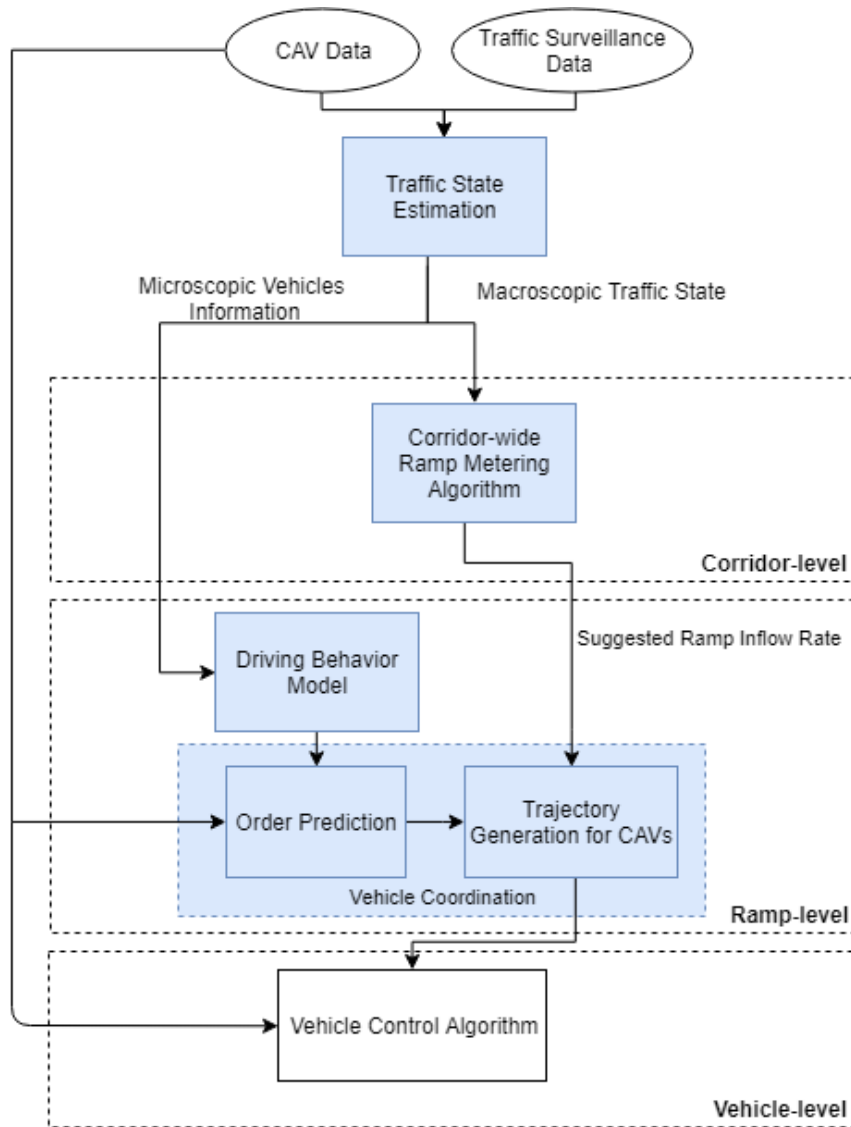 CAV Data
Traffic Surveillance
Data
Traffic State
Estimation
Microscopic Vehicles
Information
Macroscopic Traffic State
Corridor-wide
Ramp Metering
Algorithm
Corridor-level
Suggested Ramp Inflow Rate
Driving Behavior
Model
Order Prediction
Trajectory
Generation for CAVs
Vehicle Coordination
Ramp-level
Vehicle Control Algorithm
Vehicle-level